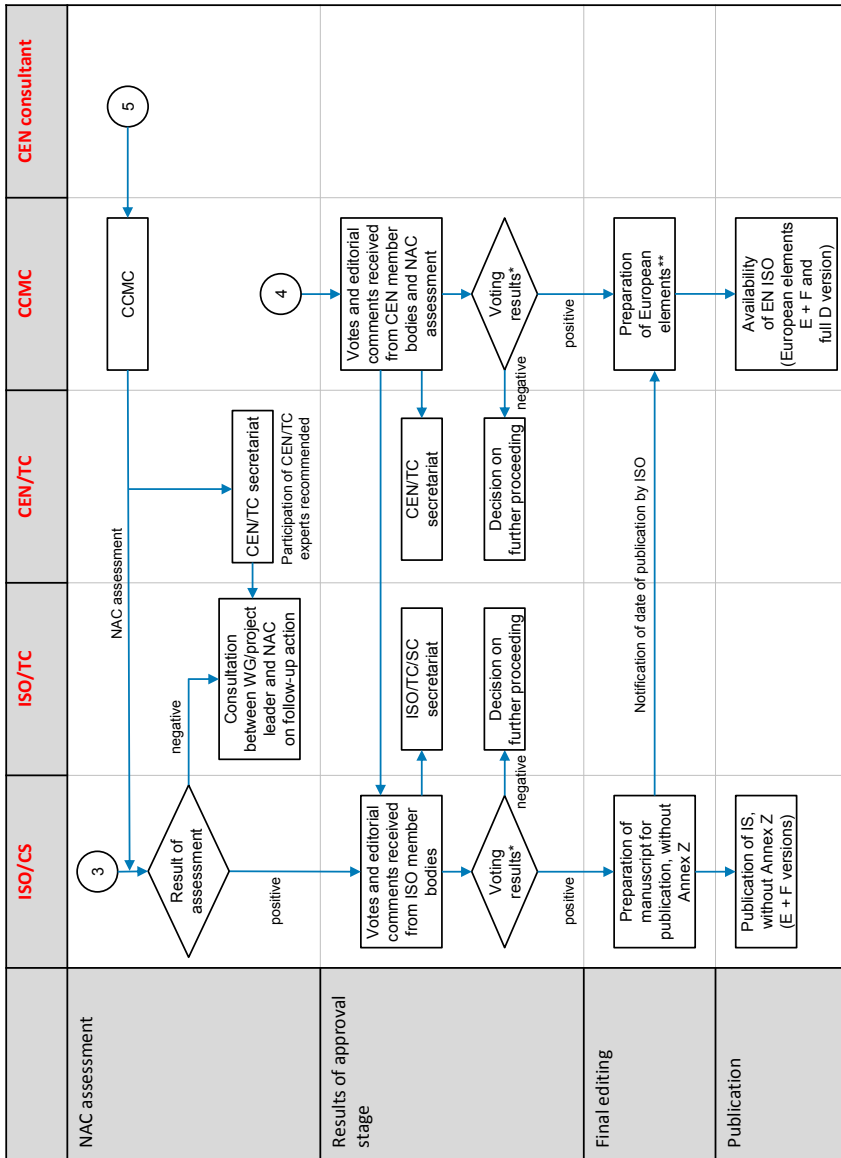 ISO/CS
ISO/TC
CEN/TC
CCMC
CEN consultant
NAC assessment
3
NAC assessment
CCMC
5
Result of
assessment
negative
positive
Consultation
between WG/project
leader and NAC
on follow-up action
CEN/TC secretariat
Participation of CEN/TC
experts recommended
4
Results of approval
stage
Votes and editorial
comments received
from ISO member
bodies
ISO/TC/SC
secretariat
CEN/TC
secretariat
Votes and editorial
comments received
from CEN member
bodies and NAC
assessment
Voting
results*
negative
positive
Decision on
further proceeding
Decision on
further proceeding
negative
Voting
results*
positive
Final editing
Preparation of
manuscript for
publication, without
Annex Z
Notification of date of publication by ISO
Preparation
of European
elements**
Publication
Publication of IS,
without Annex Z
(E + F versions)
Availability
of EN ISO
(European elements
E + F and
full D version)